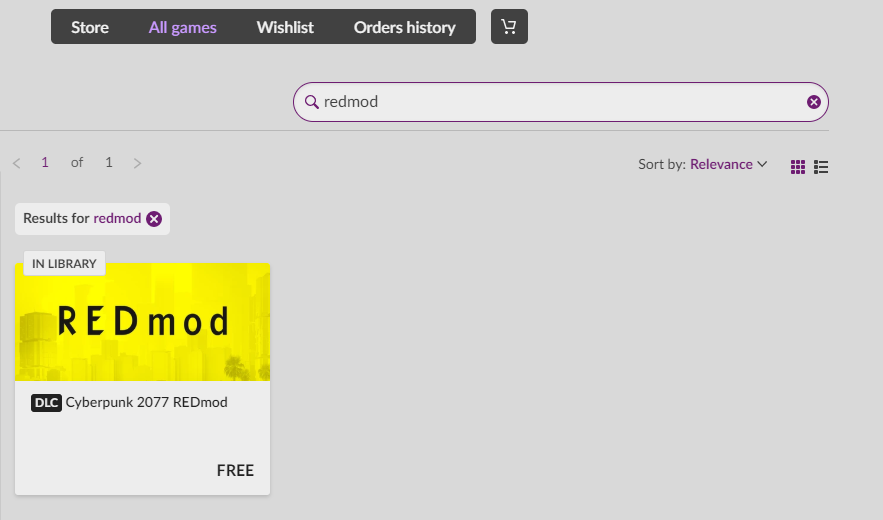 Store All games Wishlist Orders history
redmod
1 of 1
Sort by: Relevance
Results for redmod
IN LIBRARY
REDmod
DLC Cyberpunk 2077 REDmod
FREE